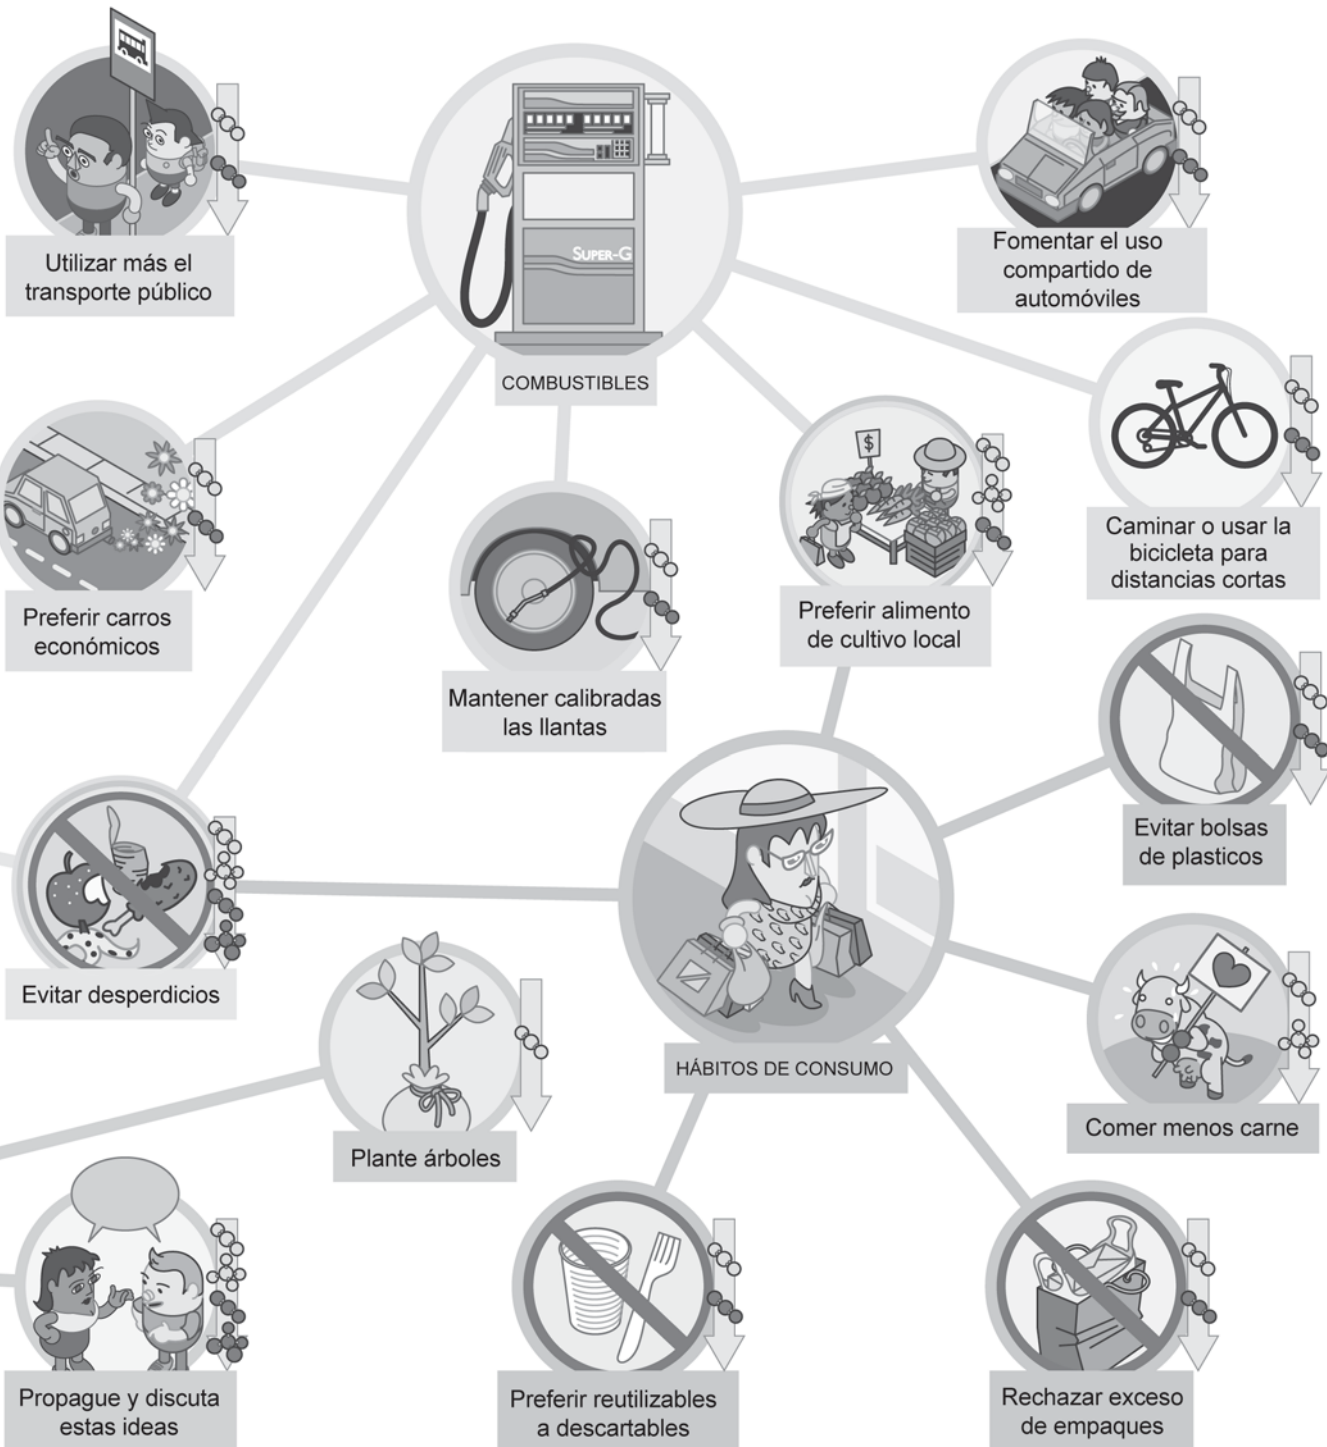 SUPER-G
Utilizar más el
transporte público
Fomentar el uso
compartido de
automóviles
COMBUSTIBLES
$
Caminar o usar la
bicicleta para
distancias cortas
Preferir carros
económicos
Preferir alimento
de cultivo local
Mantener calibradas
las llantas
Evitar bolsas
de plasticos
Evitar desperdicios
HÁBITOS DE CONSUMO
Comer menos carne
Plante árboles
Propague y discuta
estas ideas
Preferir reutilizables
a descartables
Rechazar exceso
de empaques